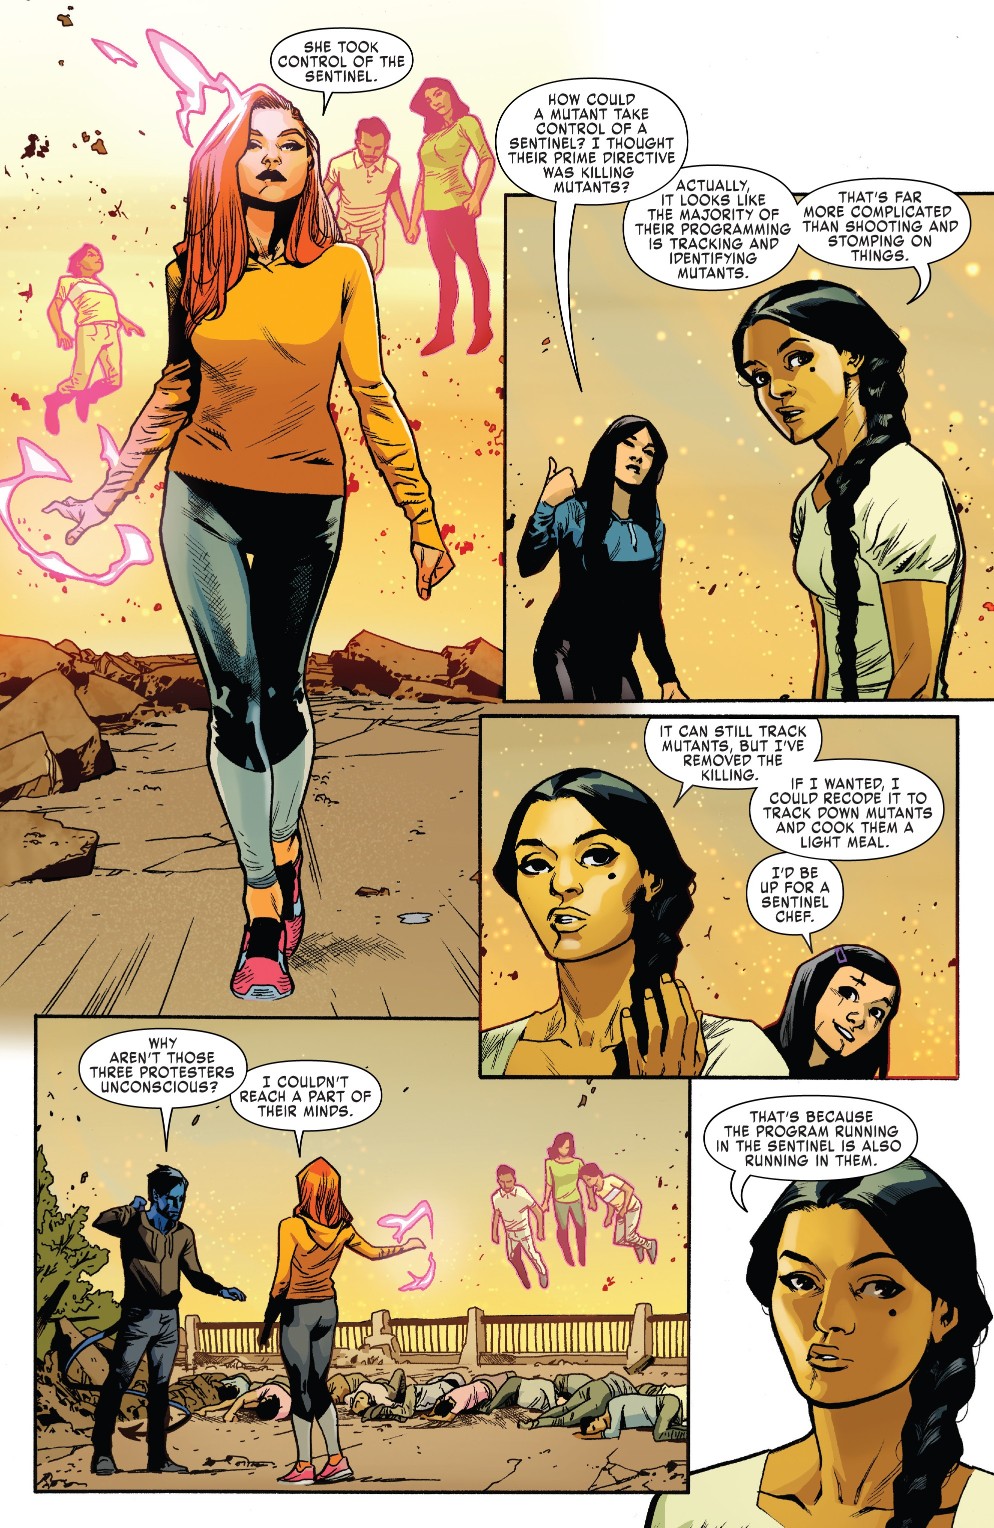 SHE TOOK
CONTROL OF THE
SENTINEL.
HOW COULD
A MUTANT TAKE
CONTROL OF A
SENTINEL? I THOUGHT
THEIR PRIME DIRECTIVE
WAS KILLING
MUTANTS?
ACTUALLY,
IT LOOKS LIKE
THE MAJORITY OF
THEIR PROGRAMMING
IS TRACKING AND
IDENTIFYING
MUTANTS.
THAT'S FAR
MORE COMPLICATED
THAN SHOOTING AND
STOMPING ON
THINGS.
IT CAN STILL TRACK
MUTANTS, BUT I'VE
REMOVED THE
KILLING.
IF I WANTED, I
COULD RECODE IT TO
TRACK DOWN MUTANTS
AND COOK THEM A
LIGHT MEAL.
I'D BE
UP FOR A
SENTINEL
CHEF.
WHY
AREN'T THOSE
THREE PROTESTERS
UNCONSCIOUS?
I COULDN'T
REACH A PART OF
THEIR MINDS.
THAT'S BECAUSE
THE PROGRAM RUNNING
IN THE SENTINEL IS ALSO
RUNNING IN THEM.